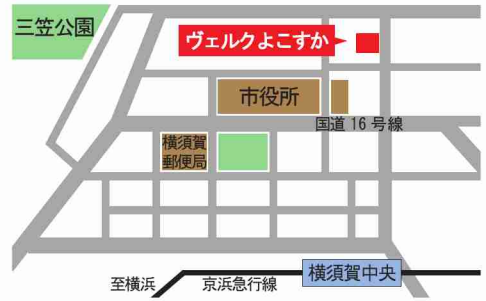 三笠公園
ヴェルクよこすか
市役所
国道16号線
横須賀
郵便局
横須賀中央
至横浜
京浜急行線